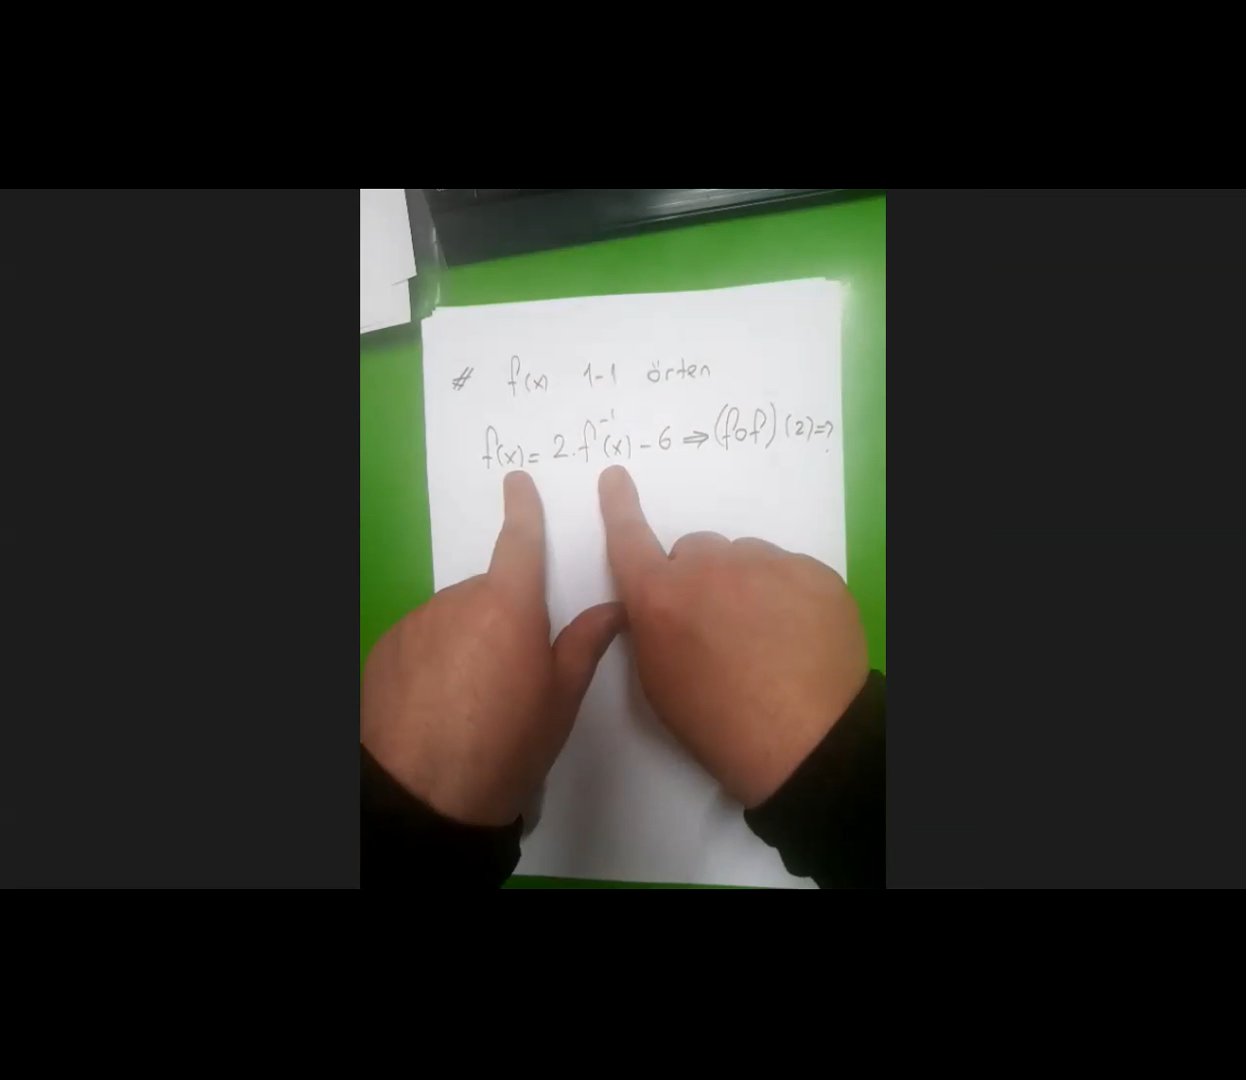 # f(x) 1-1 örten
f(x) = 2.f⁻¹(x) - 6 ⇒ (fof)(2) ⇒ ?